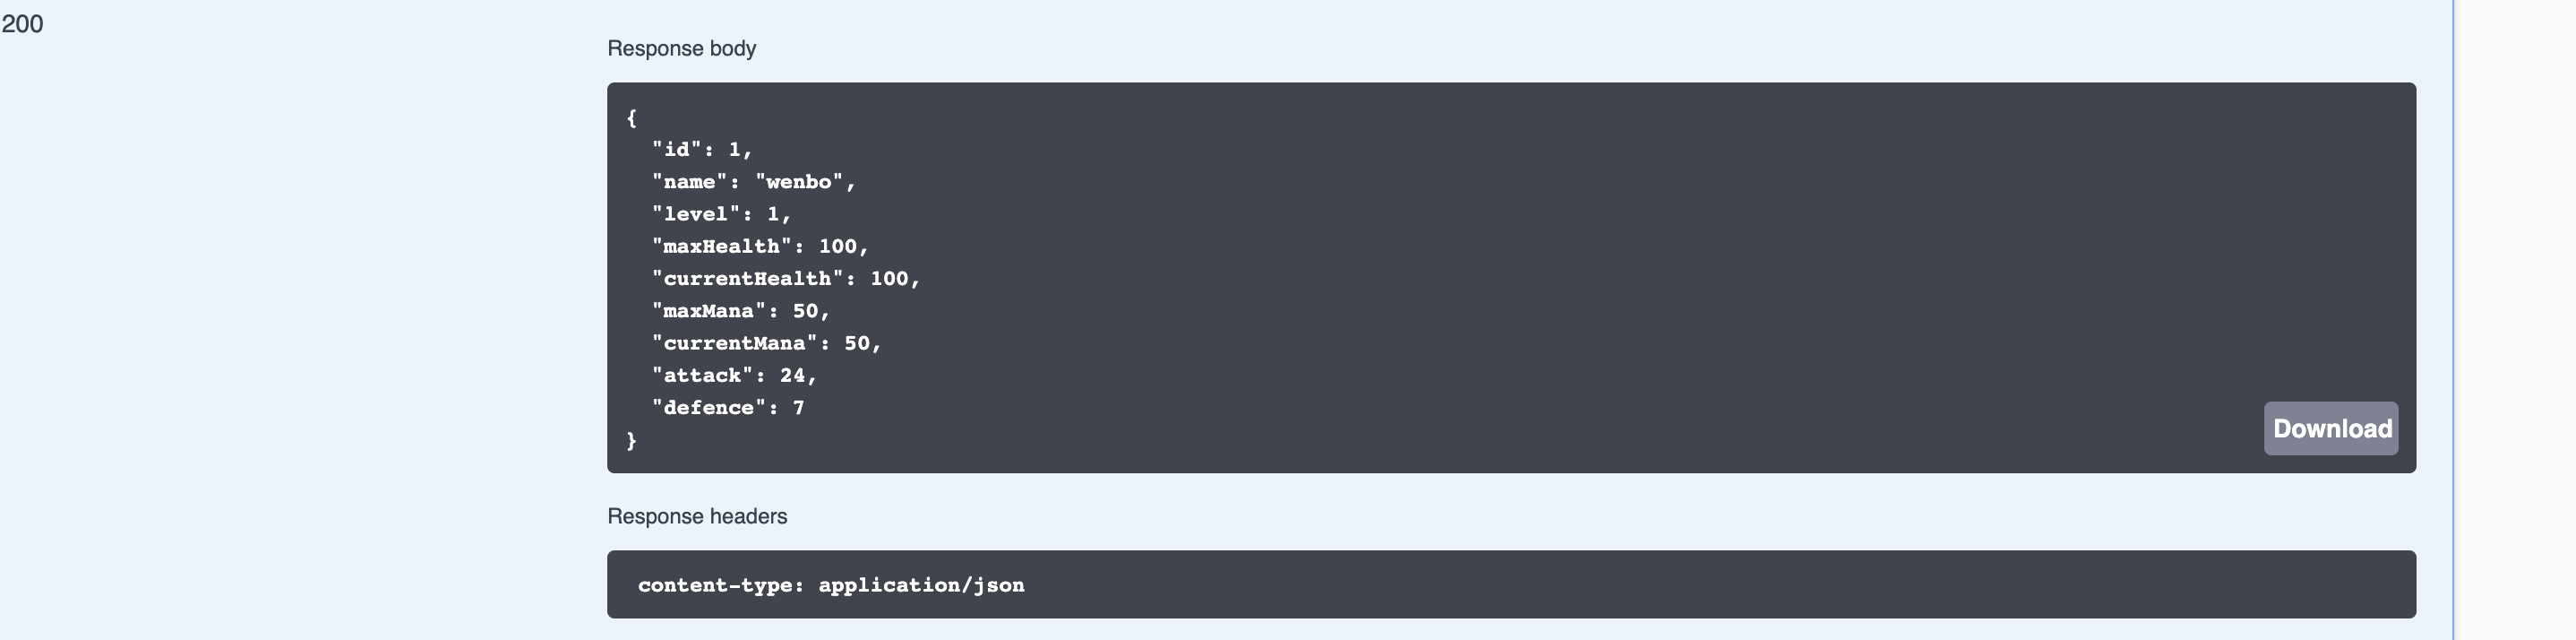 200
Response body
{
  "id": 1,
  "name": "wenbo",
  "level": 1,
  "maxHealth": 100,
  "currentHealth": 100,
  "maxMana": 50,
  "currentMana": 50,
  "attack": 24,
  "defence": 7
}
Download
Response headers
content-type: application/json